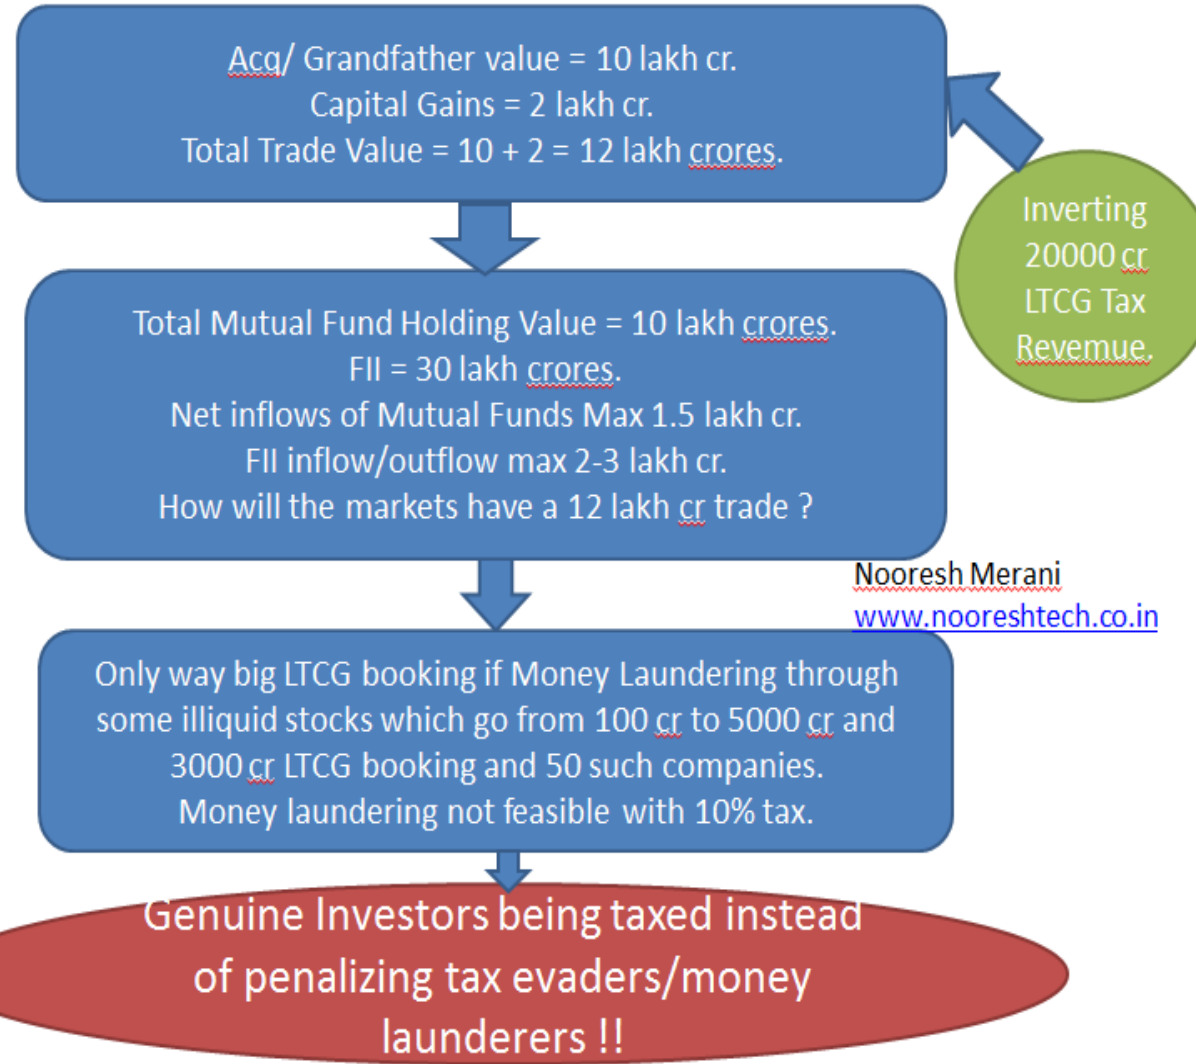 Acq/ Grandfather value = 10 lakh cr.
Capital Gains = 2 lakh cr.
Total Trade Value = 10 + 2 = 12 lakh crores.
Inverting
20000 cr
LTCG Tax
Revemue.
Total Mutual Fund Holding Value = 10 lakh crores.
FII = 30 lakh crores.
Net inflows of Mutual Funds Max 1.5 lakh cr.
FII inflow/outflow max 2-3 lakh cr.
How will the markets have a 12 lakh cr trade ?
Nooresh Merani
www.nooreshtech.co.in
Only way big LTCG booking if Money Laundering through
some illiquid stocks which go from 100 cr to 5000 cr and
3000 cr LTCG booking and 50 such companies.
Money laundering not feasible with 10% tax.
Genuine Investors being taxed instead
of penalizing tax evaders/money
launderers !!